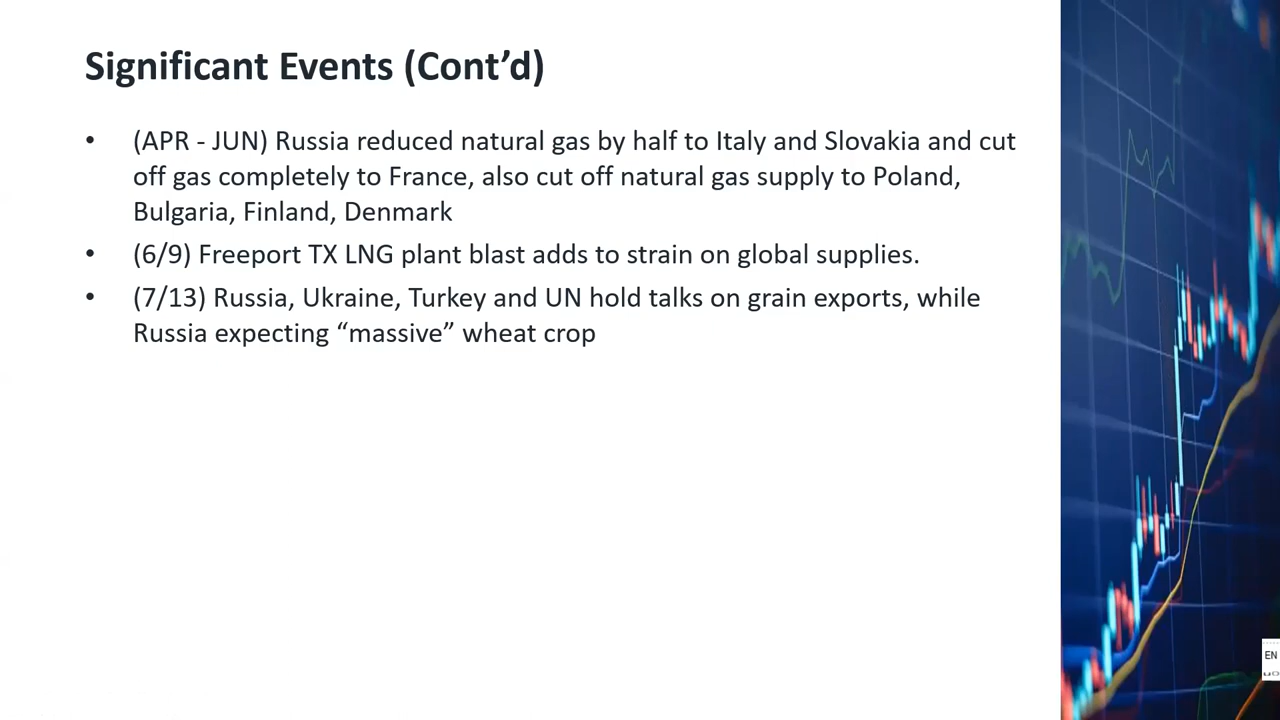 Significant Events (Cont’d)
• (APR - JUN) Russia reduced natural gas by half to Italy and Slovakia and cut
off gas completely to France, also cut off natural gas supply to Poland,
Bulgaria, Finland, Denmark
• (6/9) Freeport TX LNG plant blast adds to strain on global supplies.
• (7/13) Russia, Ukraine, Turkey and UN hold talks on grain exports, while
Russia expecting “massive” wheat crop
EN